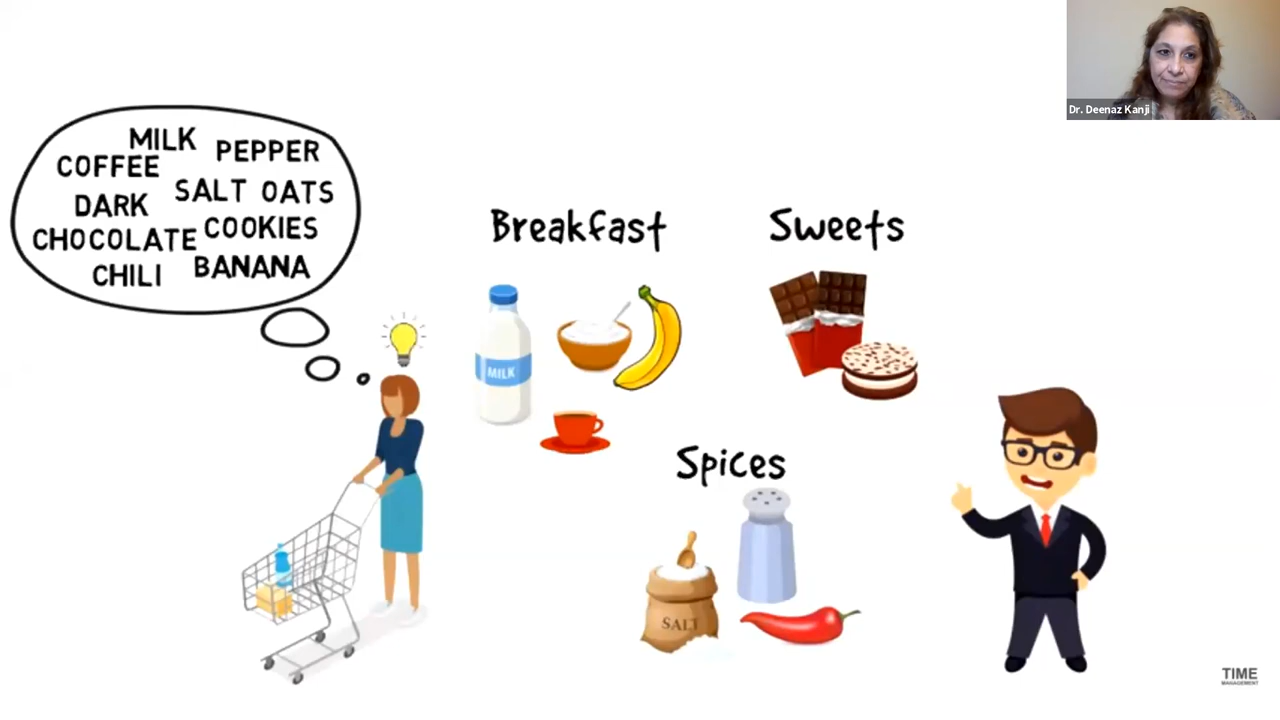 Dr. Deenaz Kanji
MILK PEPPER
COFFEE
SALT OATS
DARK
COOKIES
CHOCOLATE
CHILI BANANA
Breakfast
Sweets
MILK
Spices
SALT
TIME
MANAGEMENT